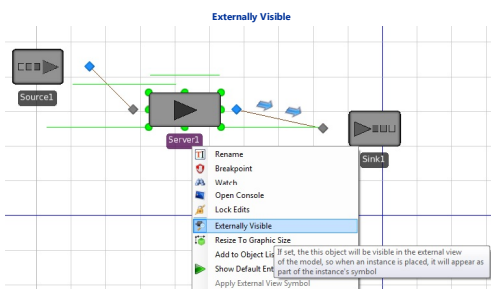 Externally Visible
Source1
Server1
Sink1
Rename
Breakpoint
Watch
Open Console
Lock Edits
Externally Visible
Resize To Graphic Size
Add to Object Lis
Show Default Ent
Apply External View Symbol
If set, the this object will be visible in the external view
of the model, so when an instance is placed, it will appear as
part of the instance's symbol